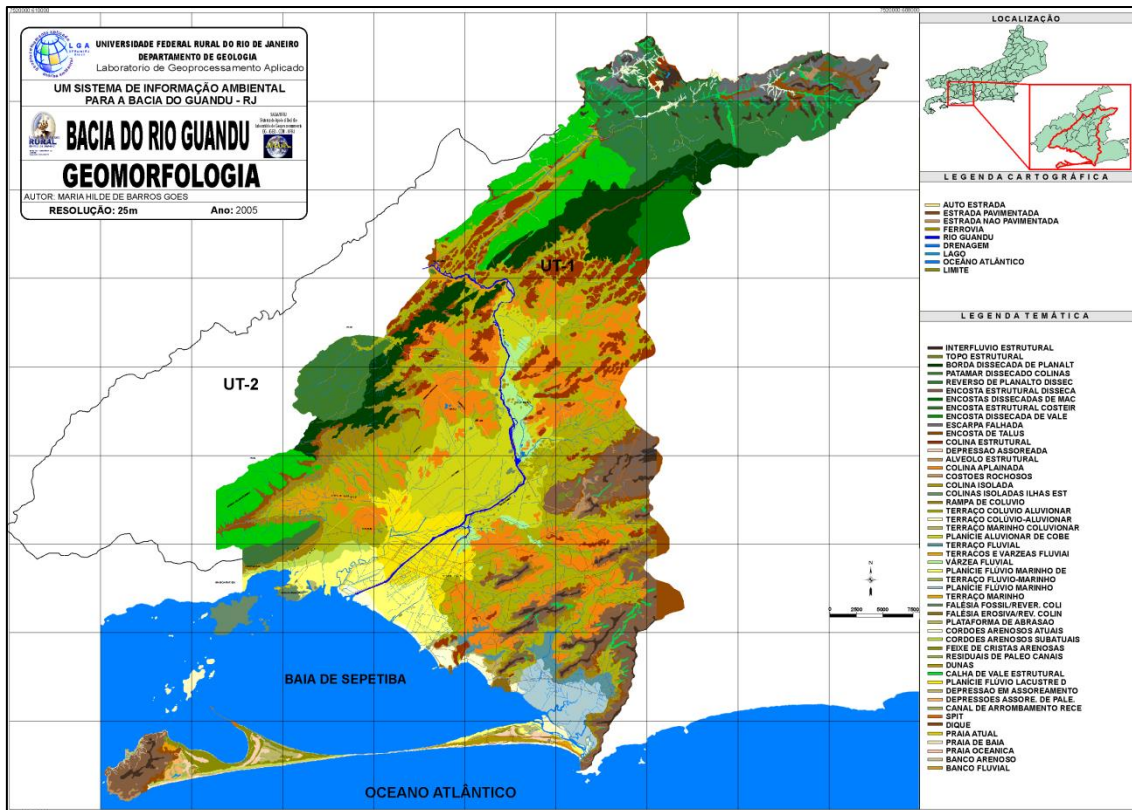 7520000:610000
7520000:608000
LGA
UNIVERSIDADE FEDERAL RURAL DO RIO DE JANEIRO
DEPARTAMENTO DE GEOLOGIA
Laboratorio de Geoprocessamento Aplicado
UM SISTEMA DE INFORMAÇÃO AMBIENTAL
PARA A BACIA DO GUANDU - RJ
RURAL
BACIA DO RIO GUANDU
GEOMORFOLOGIA
AUTOR: MARIA HILDE DE BARROS GOES
RESOLUÇÃO: 25m Ano: 2005
UT-1
UT-2
BAIA DE SEPETIBA
OCEANO ATLÂNTICO
N
0 2500 5000 7500
LOCALIZAÇÃO
LEGENDA CARTOGRÁFICA
AUTO ESTRADA
ESTRADA PAVIMENTADA
ESTRADA NAO PAVIMENTADA
FERROVIA
RIO GUANDU
DRENAGEM
LAGO
OCEÂNO ATLÂNTICO
LIMITE
LEGENDA TEMÁTICA
INTERFLUVIO ESTRUTURAL
TOPO ESTRUTURAL
BORDA DISSECADA DE PLANALT
PATAMAR DISSECADO COLINAS
REVERSO DE PLANALTO DISSEC
ENCOSTA ESTRUTURAL DISSECA
ENCOSTAS DISSECADAS DE MAC
ENCOSTA ESTRUTURAL COSTEIR
ENCOSTA DISSECADA DE VALE
ESCARPA FALHADA
ENCOSTA DE TALUS
COLINA ESTRUTURAL
DEPRESSAO ASSOREADA
ALVEOLO ESTRUTURAL
COLINA APLAINADA
COSTOES ROCHOSOS
COLINA ISOLADA
COLINAS ISOLADAS ILHAS EST
RAMPA DE COLUVIO
TERRAÇO COLUVIO ALUVIONAR
TERRAÇO COLÚVIO-ALUVIONAR
TERRAÇO MARINHO COLUVIONAR
PLANÍCIE ALUVIONAR DE COBE
TERRAÇO FLUVIAL
TERRACOS E VARZEAS FLUVIAI
VÁRZEA FLUVIAL
PLANÍCIE FLÚVIO MARINHO DE
TERRAÇO FLUVIO-MARINHO
PLANÍCIE FLÚVIO MARINHO
TERRAÇO MARINHO
FALÉSIA FOSSIL/REVER. COLI
FALÉSIA EROSIVA/REV. COLIN
PLATAFORMA DE ABRASAO
CORDOES ARENOSOS ATUAIS
CORDOES ARENOSOS SUBATUAIS
FEIXE DE CRISTAS ARENOSAS
RESIDUAIS DE PALEO CANAIS
DUNAS
CALHA DE VALE ESTRUTURAL
PLANÍCIE FLÚVIO LACUSTRE D
DEPRESSAO EM ASSOREAMENTO
DEPRESSOES ASSORE. DE PALE.
CANAL DE ARROMBAMENTO RECE
SPIT
DIQUE
PRAIA ATUAL
PRAIA DE BAIA
PRAIA OCEANICA
BANCO ARENOSO
BANCO FLUVIAL